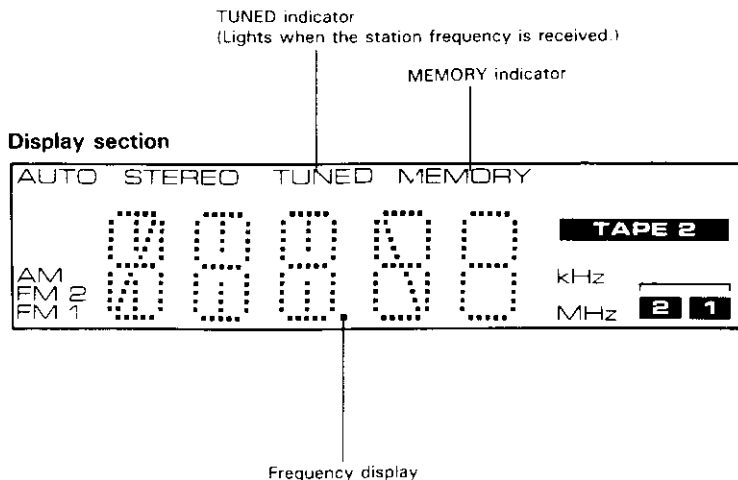 TUNED indicator
(Lights when the station frequency is received.)
MEMORY indicator
Display section
AUTO STEREO TUNED MEMORY
TAPE 2
AM
FM 2
FM 1
kHz
MHz
2 1
Frequency display